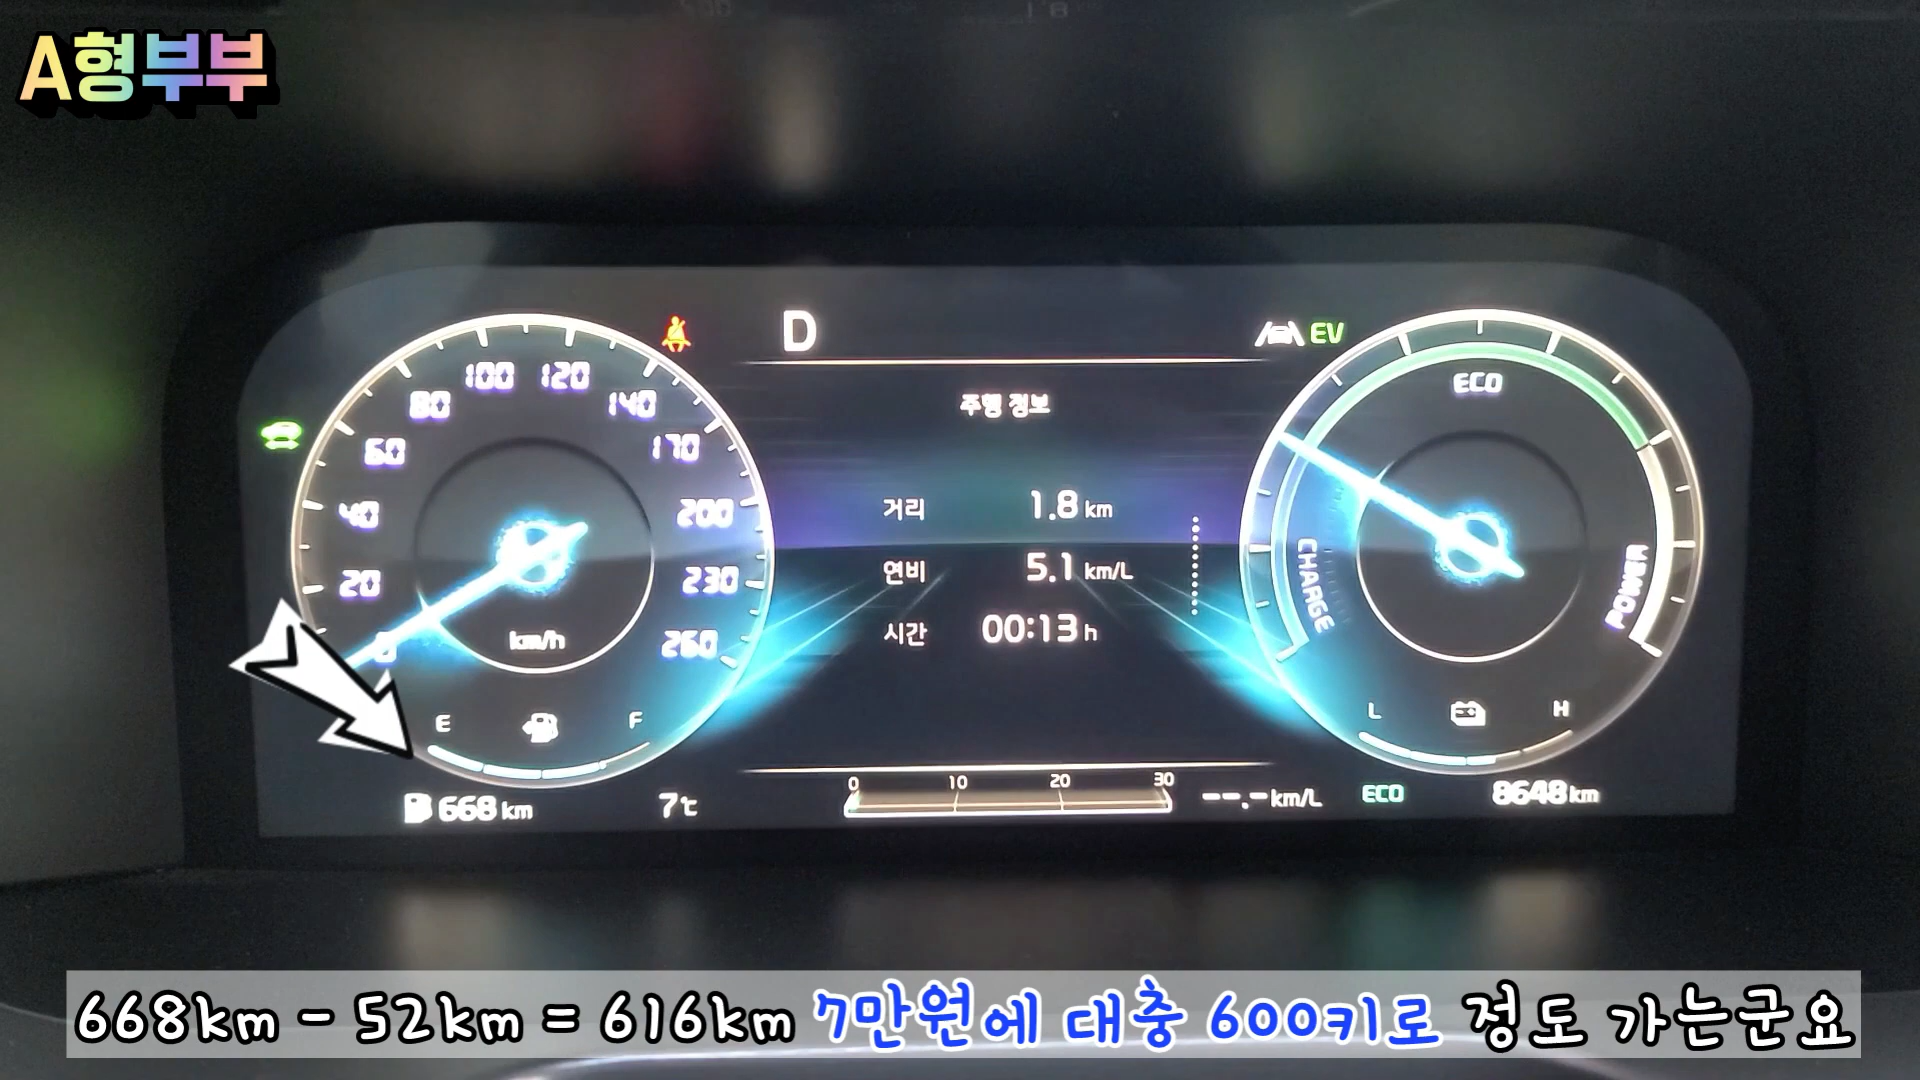 A형부부
D
EV
100 120
80
140
60
170
40
200
20
230
0
260
km/h
주행 정보
거리 1.8 km
연비 5.1 km/L
시간 00:13 h
ECO
CHARGE
POWER
E F
L H
668 km
7℃
0 10 20 30
--.- km/L
ECO
8648 km
668km - 52km = 616km 7만원에 대충 600키로 정도 가는군요